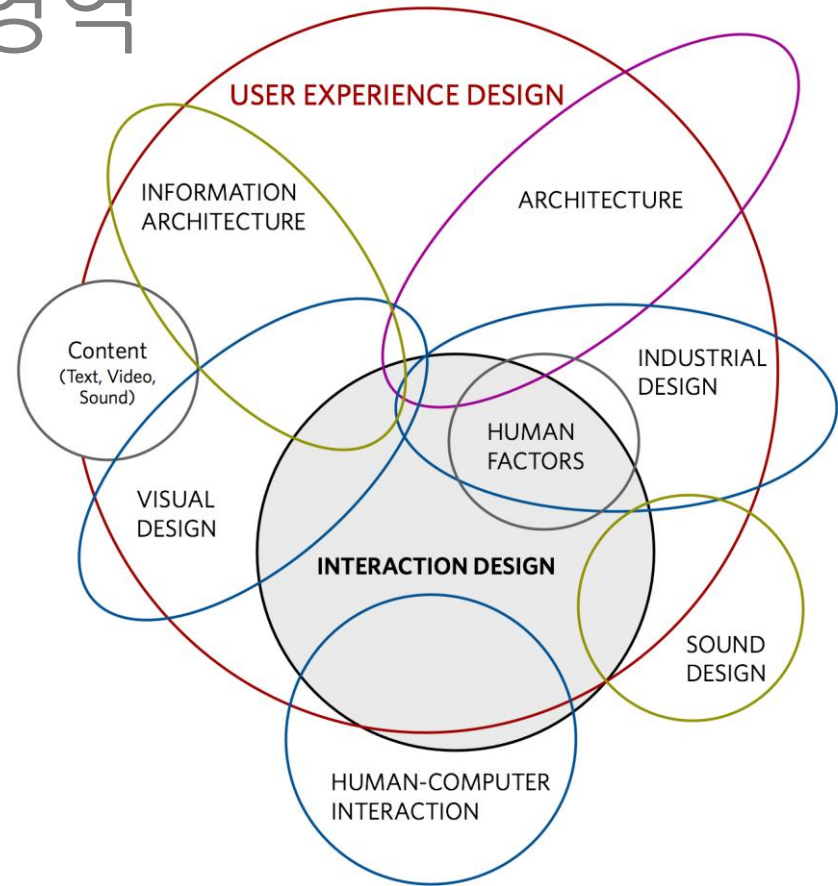 USER EXPERIENCE DESIGN
INFORMATION
ARCHITECTURE
ARCHITECTURE
Content
(Text, Video,
Sound)
INDUSTRIAL
DESIGN
HUMAN
FACTORS
VISUAL
DESIGN
INTERACTION DESIGN
SOUND
DESIGN
HUMAN-COMPUTER
INTERACTION